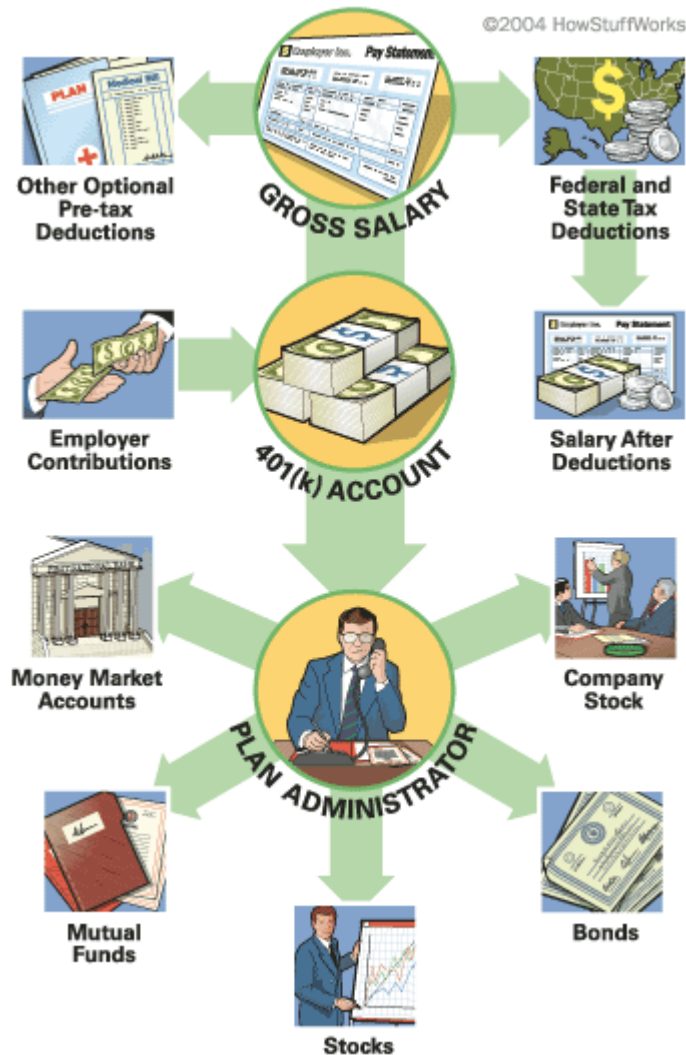 ©2004 HowStuffWorks
Employer Inc. Pay Statement
PLAN
Medical Bill
GROSS SALARY
Other Optional
Pre-tax
Deductions
$
Federal and
State Tax
Deductions
Employer
Contributions
401(k) ACCOUNT
Employer Inc. Pay Statement
Salary After
Deductions
Money Market
Accounts
PLAN ADMINISTRATOR
Company
Stock
Mutual
Funds
Bonds
Stocks